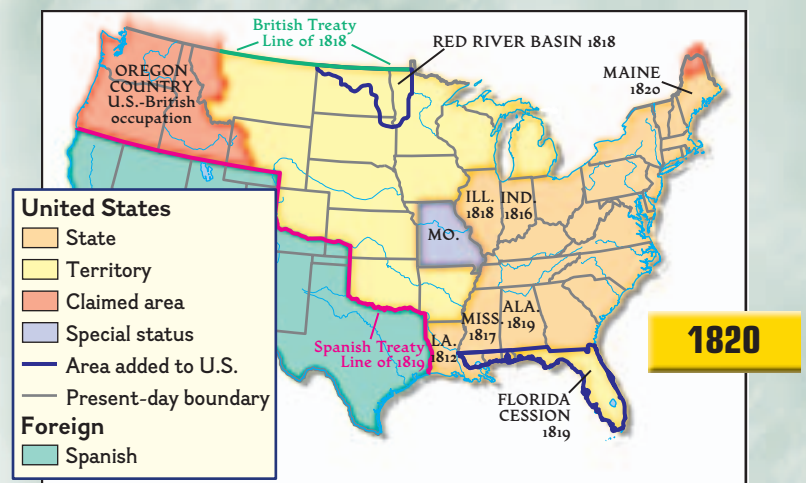 British Treaty
Line of 1818
RED RIVER BASIN 1818
MAINE
1820
OREGON
COUNTRY
U.S.-British
occupation
United States
State
Territory
Claimed area
Special status
Area added to U.S.
Present-day boundary
Foreign
Spanish
ILL.
1818
IND.
1816
MO.
MISS.
1817
ALA.
1819
LA.
1812
Spanish Treaty
Line of 1819
FLORIDA
CESSION
1819
1820